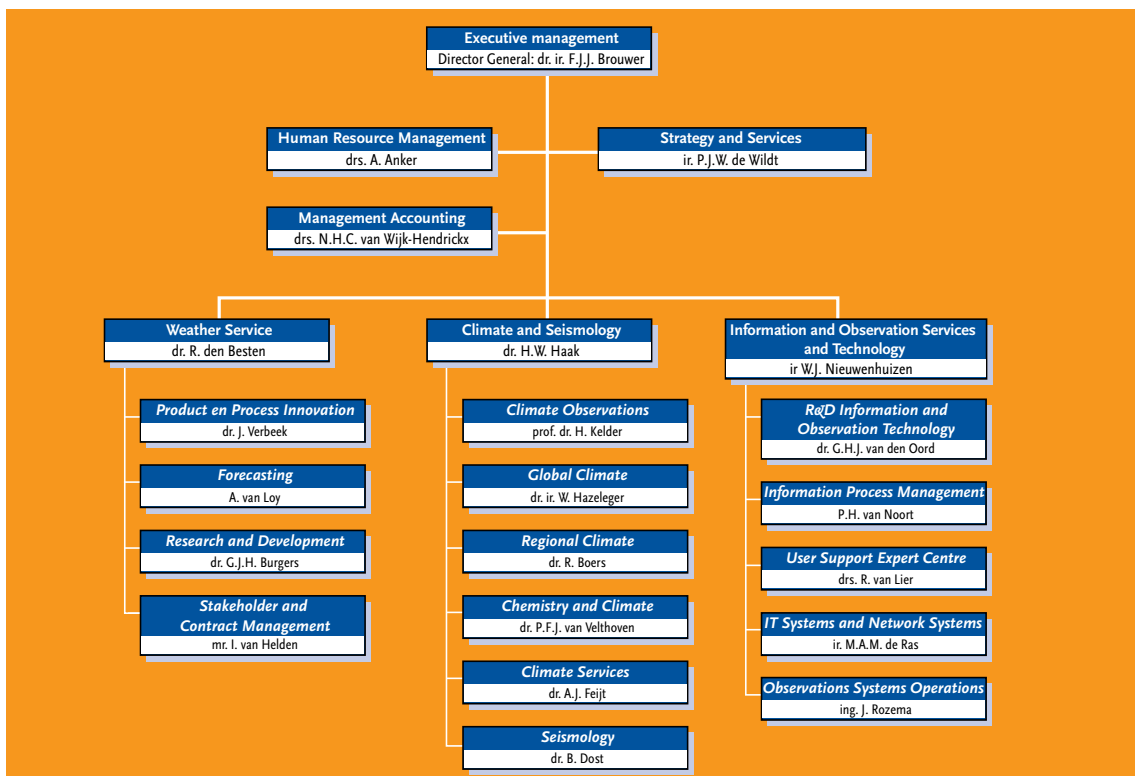 Executive management
Director General: dr. ir. F.J.J. Brouwer
Human Resource Management
drs. A. Anker
Strategy and Services
ir. P.J.W. de Wildt
Management Accounting
drs. N.H.C. van Wijk-Hendrickx
Weather Service
dr. R. den Besten
Product en Process Innovation
dr. J. Verbeek
Forecasting
A. van Loy
Research and Development
dr. G.J.H. Burgers
Stakeholder and
Contract Management
mr. I. van Helden
Climate and Seismology
dr. H.W. Haak
Climate Observations
prof. dr. H. Kelder
Global Climate
dr. ir. W. Hazeleger
Regional Climate
dr. R. Boers
Chemistry and Climate
dr. P.F.J. van Velthoven
Climate Services
dr. A.J. Feijt
Seismology
dr. B. Dost
Information and Observation Services
and Technology
ir W.J. Nieuwenhuizen
R&D Information and
Observation Technology
dr. G.H.J. van den Oord
Information Process Management
P.H. van Noort
User Support Expert Centre
drs. R. van Lier
IT Systems and Network Systems
ir. M.A.M. de Ras
Observations Systems Operations
ing. J. Rozema